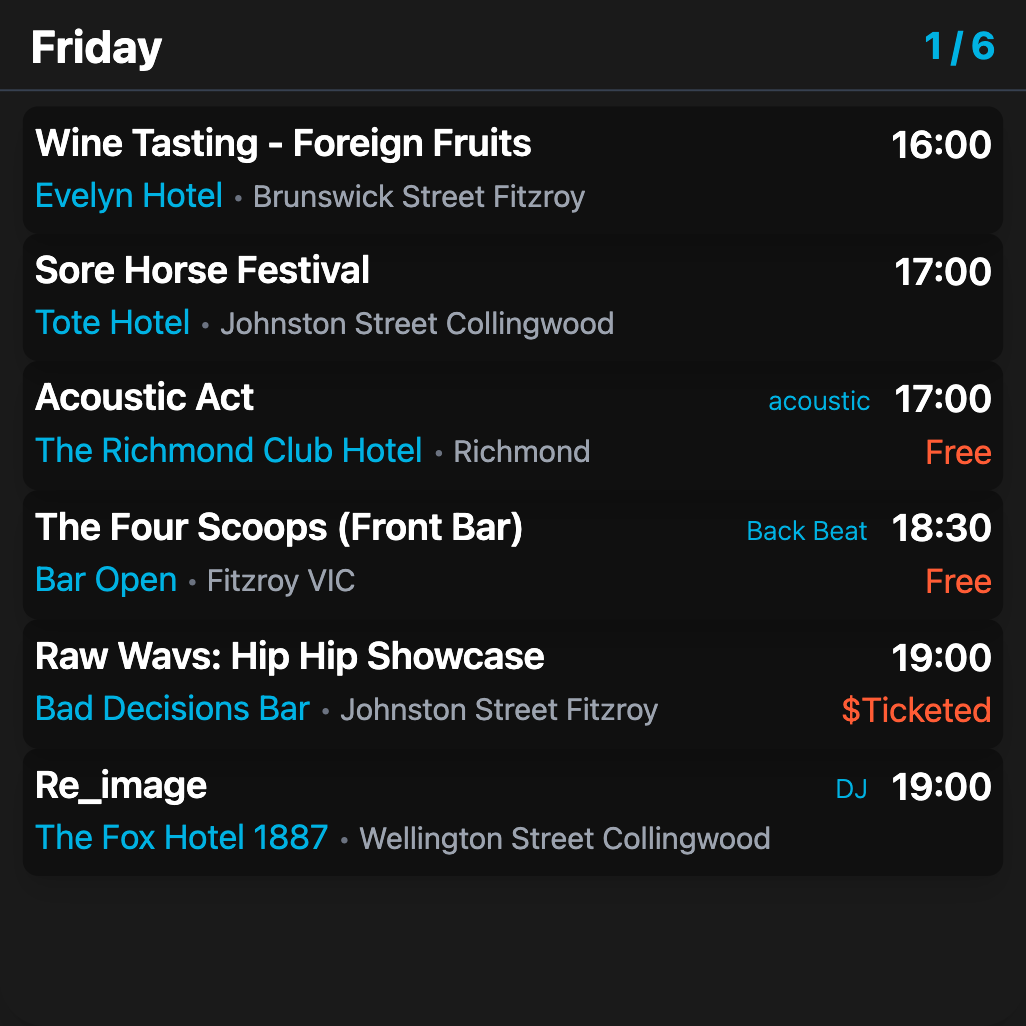 Friday 1 / 6
Wine Tasting - Foreign Fruits 16:00
Evelyn Hotel • Brunswick Street Fitzroy
Sore Horse Festival 17:00
Tote Hotel • Johnston Street Collingwood
Acoustic Act acoustic 17:00
The Richmond Club Hotel • Richmond Free
The Four Scoops (Front Bar) Back Beat 18:30
Bar Open • Fitzroy VIC Free
Raw Wavs: Hip Hip Showcase 19:00
Bad Decisions Bar • Johnston Street Fitzroy $Ticketed
Re_image DJ 19:00
The Fox Hotel 1887 • Wellington Street Collingwood